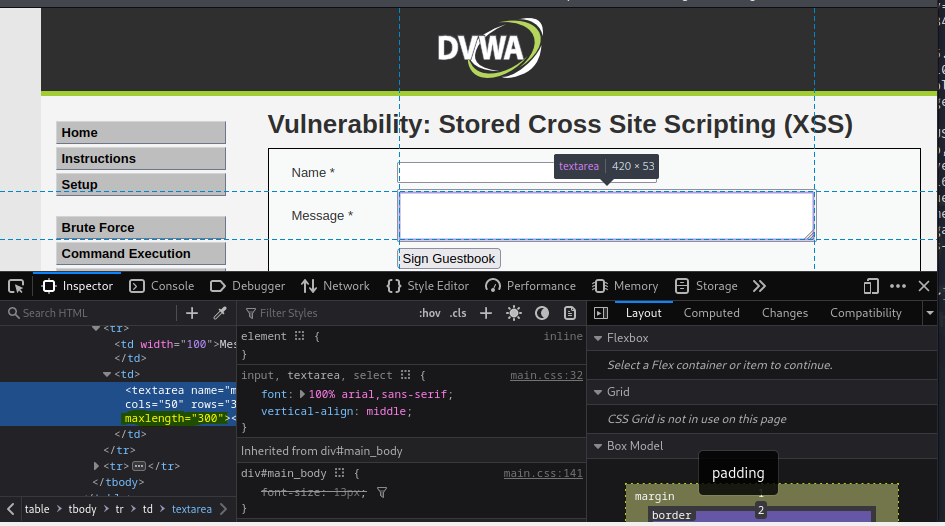 DVWA
Vulnerability: Stored Cross Site Scripting (XSS)
Home
Instructions
Setup
Brute Force
Command Execution
Name *
textarea 420 × 53
Message *
Sign Guestbook
Inspector Console Debugger Network Style Editor Performance Memory Storage
Search HTML
Filter Styles
:hov .cls
Layout Computed Changes Compatibility
<tr>
<td width="100">Mes
</td>
<td>
<textarea name="m
cols="50" rows="3
maxlength="300"><
</td>
</tr>
<tr> </tr>
</tbody>
table tbody tr td textarea
element { inline
}
input, textarea, select { main.css:32
font: 100% arial,sans-serif;
vertical-align: middle;
}
Inherited from div#main_body
div#main_body { main.css:141
font-size: 13px;
}
Flexbox
Select a Flex container or item to continue.
Grid
CSS Grid is not in use on this page
Box Model
padding
margin
border 2